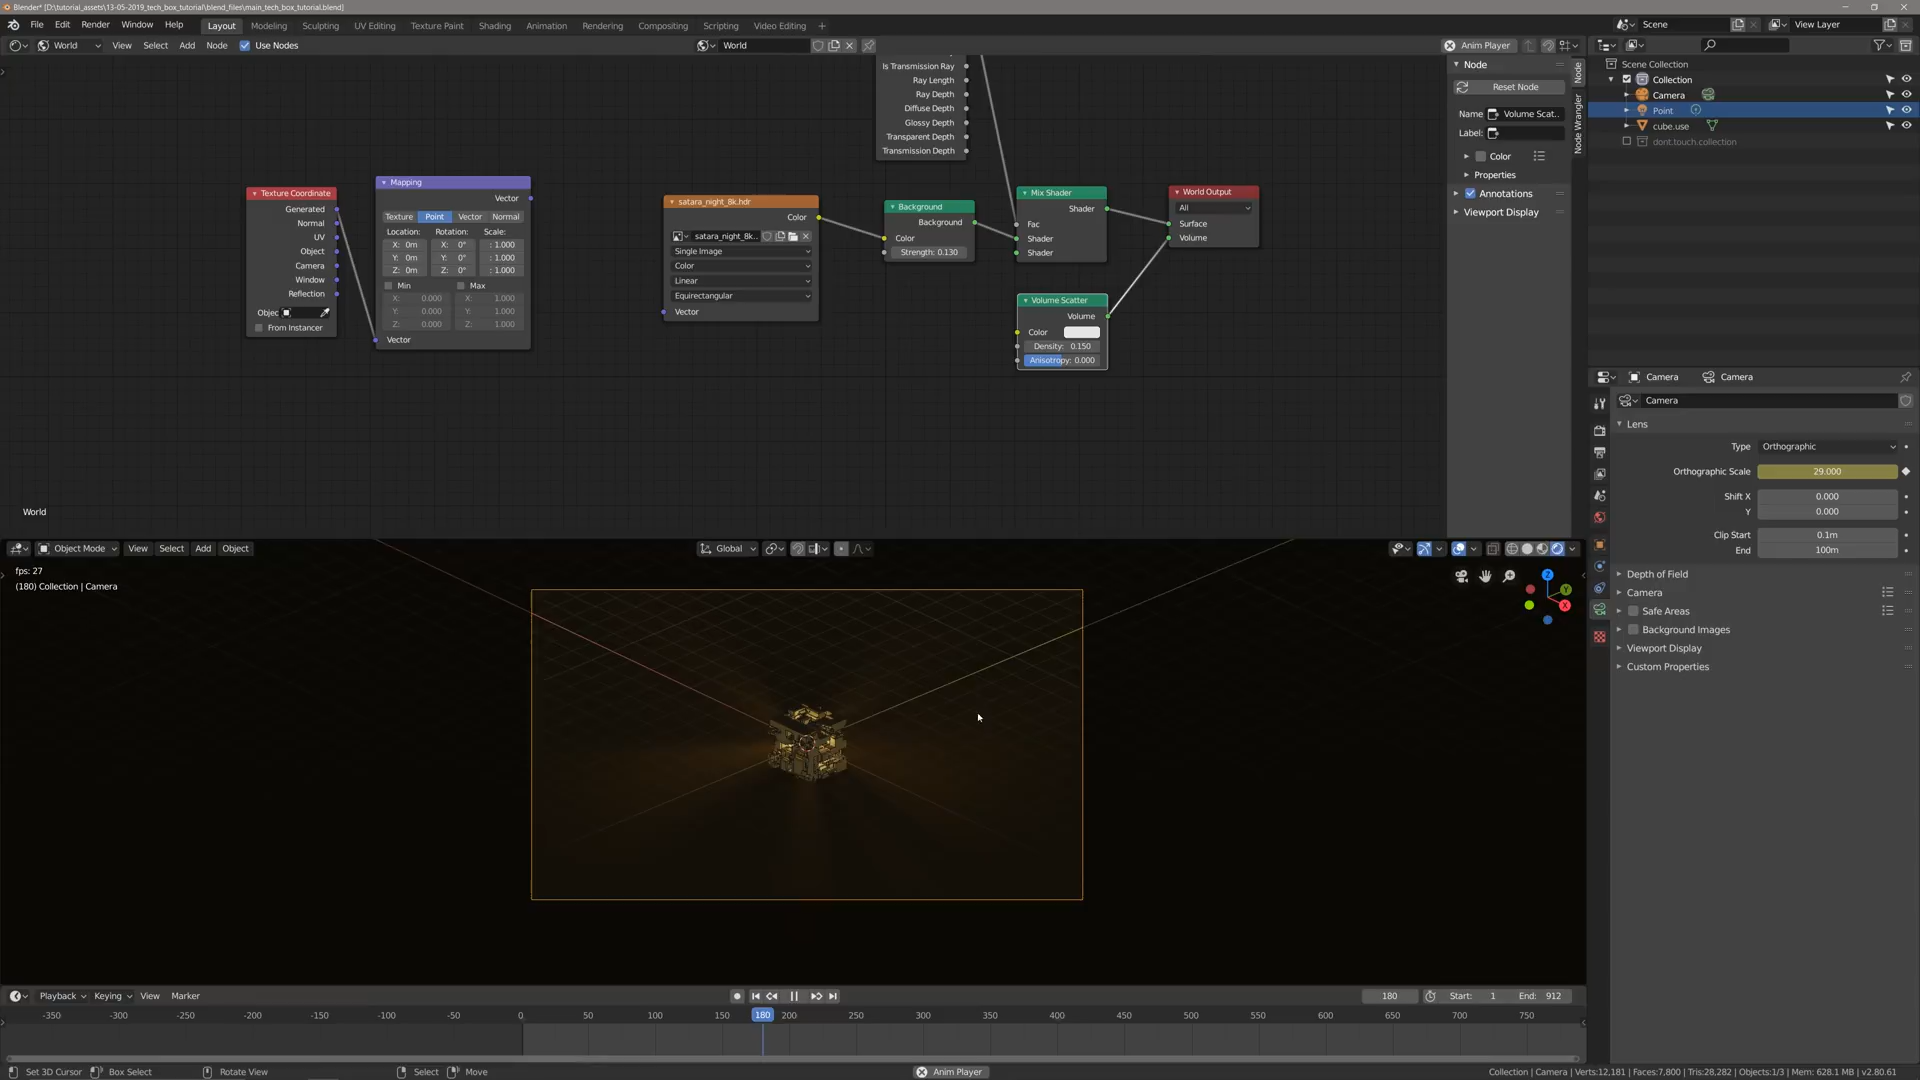 Blender* [D:\tutorial_assets\13-05-2019_tech_box_tutorial\blend_files\main_tech_box_tutorial.blend]
File Edit Render Window Help Layout Modeling Sculpting UV Editing Texture Paint Shading Animation Rendering Compositing Scripting Video Editing + Scene View Layer
World View Select Add Node Use Nodes World Anim Player
Is Transmission Ray
Ray Length
Ray Depth
Diffuse Depth
Glossy Depth
Transparent Depth
Transmission Depth
Texture Coordinate
Generated
Normal
UV
Object
Camera
Window
Reflection
Objec
From Instancer
Mapping
Vector
Texture Point Vector Normal
Location: Rotation: Scale:
X: 0m X: 0° : 1.000
Y: 0m Y: 0° : 1.000
Z: 0m Z: 0° : 1.000
Min Max
X: 0.000 X: 1.000
Y: 0.000 Y: 1.000
Z: 0.000 Z: 1.000
Vector
satara_night_8k.hdr
Color
satara_night_8k..
Single Image
Color
Linear
Equirectangular
Vector
Background
Background
Color
Strength: 0.130
Mix Shader
Shader
Fac
Shader
Shader
World Output
All
Surface
Volume
Volume Scatter
Volume
Color
Density: 0.150
Anisotropy: 0.000
World
Node
Reset Node
Name Volume Scat..
Label:
Color
Properties
Annotations
Viewport Display
Node
Node Wrangler
Scene Collection
Collection
Camera
Point
cube.use
dont.touch.collection
Camera Camera
Camera
Lens
Type Orthographic
Orthographic Scale 29.000
Shift X 0.000
Y 0.000
Clip Start 0.1m
End 100m
Depth of Field
Camera
Safe Areas
Background Images
Viewport Display
Custom Properties
Object Mode View Select Add Object Global
fps: 27
(180) Collection | Camera
Z
Y
X
Playback Keying View Marker 180 Start: 1 End: 912
-350 -300 -250 -200 -150 -100 -50 0 50 100 150 180 200 250 300 350 400 450 500 550 600 650 700 750
Set 3D Cursor Box Select Rotate View Select Move Anim Player Collection | Camera | Verts:12,181 | Faces:7,800 | Tris:28,282 | Objects:1/3 | Mem: 628.1 MB | v2.80.61